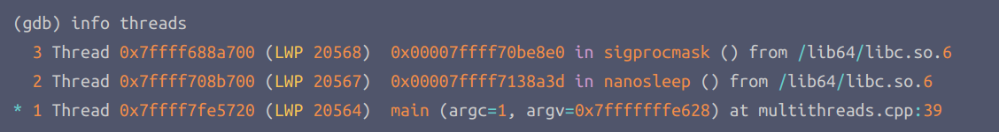 (gdb) info threads
3 Thread 0x7ffff688a700 (LWP 20568) 0x00007ffff70be8e0 in sigprocmask () from /lib64/libc.so.6
2 Thread 0x7ffff708b700 (LWP 20567) 0x00007ffff7138a3d in nanosleep () from /lib64/libc.so.6
* 1 Thread 0x7ffff7fe5720 (LWP 20564) main (argc=1, argv=0x7fffffffe628) at multithreads.cpp:39